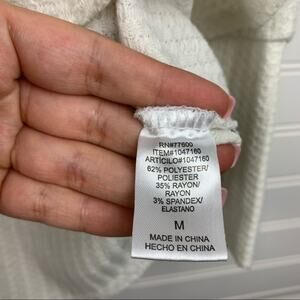 RN#77600
ITEM#1047160
ARTICILO#1047160
62% POLYESTER/
POLIESTER
35% RAYON/
RAYON
3% SPANDEX/
ELASTANO
M
MADE IN CHINA
HECHO EN CHINA